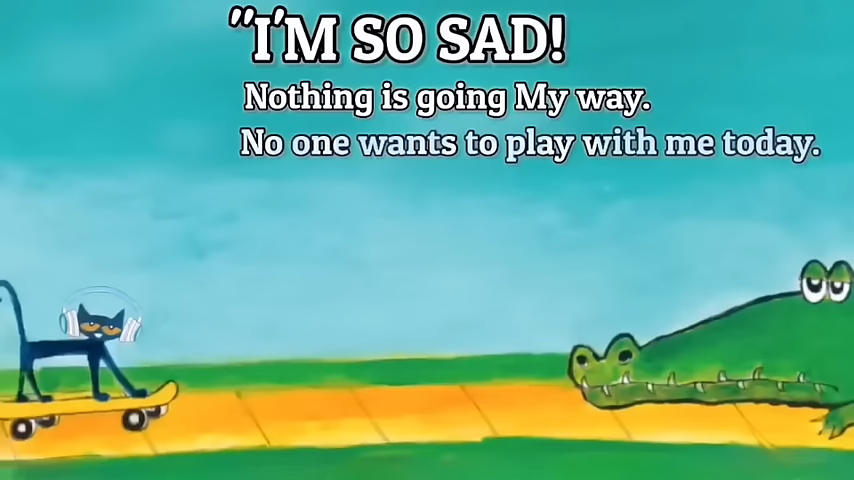 "I'M SO SAD!
Nothing is going My way.
No one wants to play with me today.